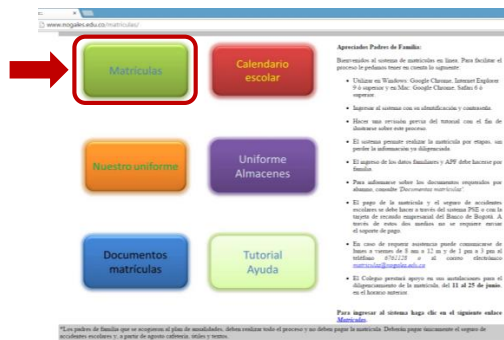 www.nogales.edu.co/matriculas/
Matrículas
Calendario
escolar
Nuestro uniforme
Uniforme
Almacenes
Documentos
matrículas
Tutorial
Ayuda
Apreciados Padres de Familia:
Bienvenidos al sistema de matrículas en línea. Para facilitar el
proceso le pedimos tener en cuenta lo siguiente:
• Utilizar en Windows: Google Chrome, Internet Explorer
9 ó superior y en Mac: Google Chrome, Safari 6 ó
superior.
• Ingresar al sistema con su identificación y contraseña.
• Hacer una revisión previa del tutorial con el fin de
ilustrarse sobre este proceso.
• El sistema permite realizar la matrícula por etapas, sin
perder la información ya diligenciada.
• El ingreso de los datos familiares y APF debe hacerse por
familia.
• Para informarse sobre los documentos requeridos por
alumno, consulte "Documentos matrículas".
• El pago de la matrícula y el seguro de accidentes
escolares se debe hacer a través del sistema PSE o con la
tarjeta de recaudo empresarial del Banco de Bogotá. A
través de estos dos medios no se requiere enviar
el soporte de pago.
• En caso de requerir asistencia puede comunicarse de
lunes a viernes de 8 am a 12 m y de 1 pm a 3 pm al
teléfono 6761128 o al correo electrónico
matriculas@nogales.edu.co
• El Colegio prestará apoyo en sus instalaciones para el
diligenciamiento de la matrícula, del 11 al 25 de junio,
en el horario anterior.
Para ingresar al sistema haga clic en el siguiente enlace
Matrículas.
*Los padres de familia que se acogieron al plan de anualidades, deben realizar todo el proceso y no deben pagar la matrícula. Deberán pagar únicamente el seguro de
accidentes escolares y, a partir de agosto cafetería, útiles y textos.